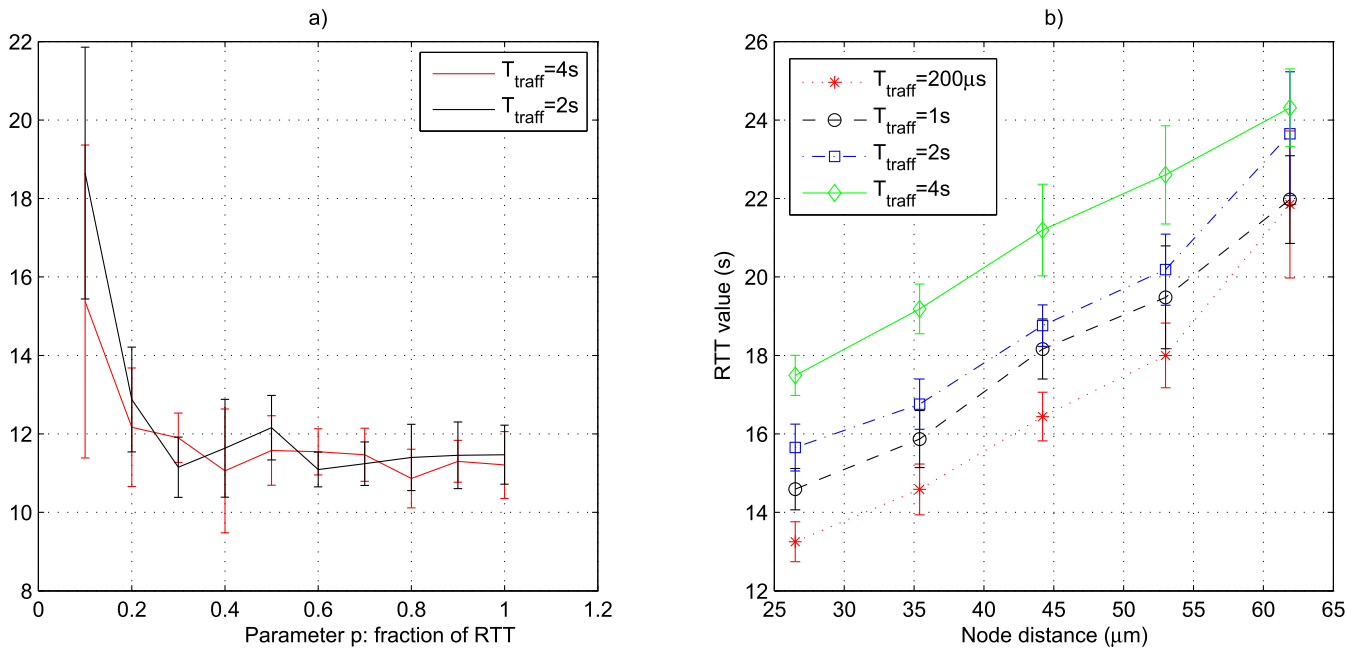 a)
22
20
18
16
14
12
10
8
0
0.2
0.4
0.6
0.8
1
1.2
Parameter p: fraction of RTT
T_traff=4s
T_traff=2s
b)
RTT value (s)
26
24
22
20
18
16
14
12
25
30
35
40
45
50
55
60
65
Node distance (μm)
T_traff=200μs
T_traff=1s
T_traff=2s
T_traff=4s